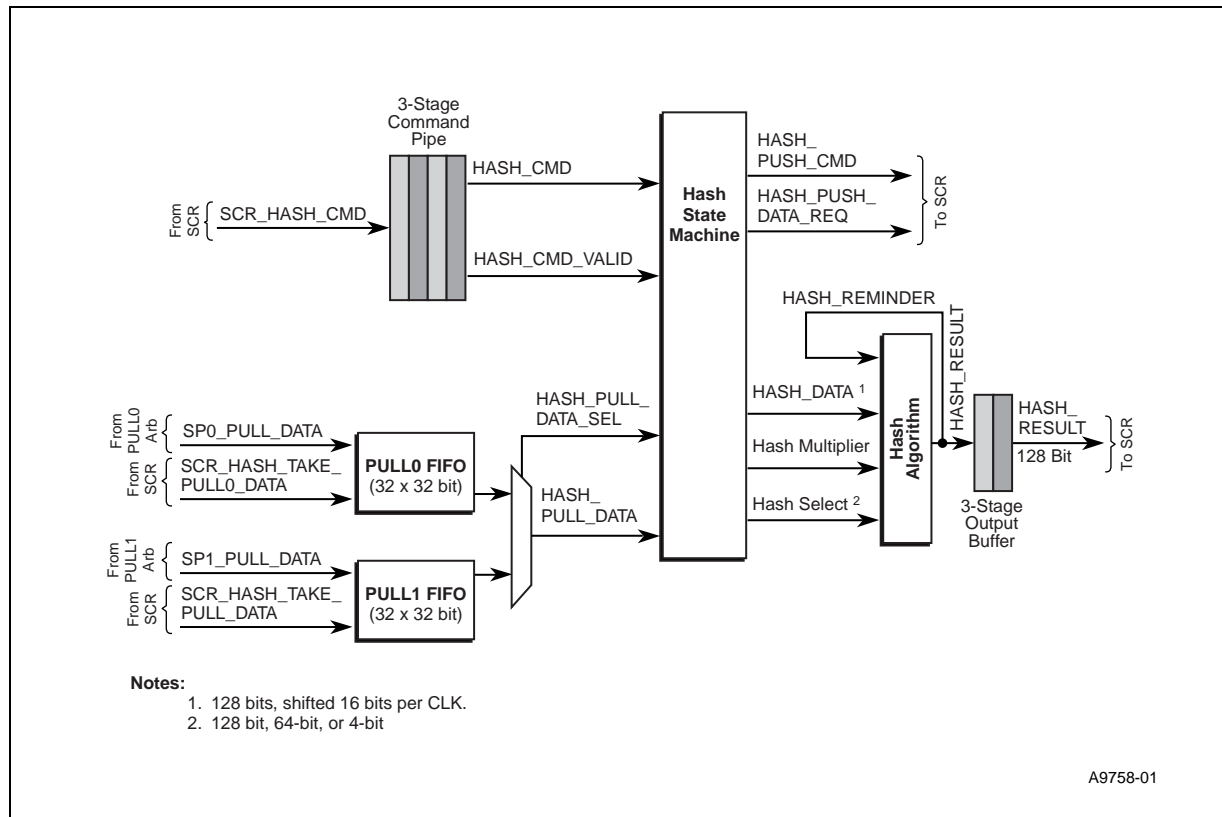 3-Stage
Command
Pipe
From
SCR
SCR_HASH_CMD
HASH_CMD
HASH_CMD_VALID
Hash
State
Machine
HASH_
PUSH_CMD
HASH_PUSH_
DATA_REQ
To SCR
HASH_REMINDER
HASH_RESULT
From
PULL0
Arb
SP0_PULL_DATA
From
SCR
SCR_HASH_TAKE_
PULL0_DATA
PULL0 FIFO
(32 x 32 bit)
HASH_PULL_
DATA_SEL
HASH_
PULL_DATA
From
PULL1
Arb
SP1_PULL_DATA
From
SCR
SCR_HASH_TAKE_
PULL_DATA
PULL1 FIFO
(32 x 32 bit)
HASH_DATA 1
Hash Multiplier
Hash Select 2
Hash
Algorithm
3-Stage
Output
Buffer
HASH_
RESULT
128 Bit
To SCR
Notes:
1. 128 bits, shifted 16 bits per CLK.
2. 128 bit, 64-bit, or 4-bit
A9758-01